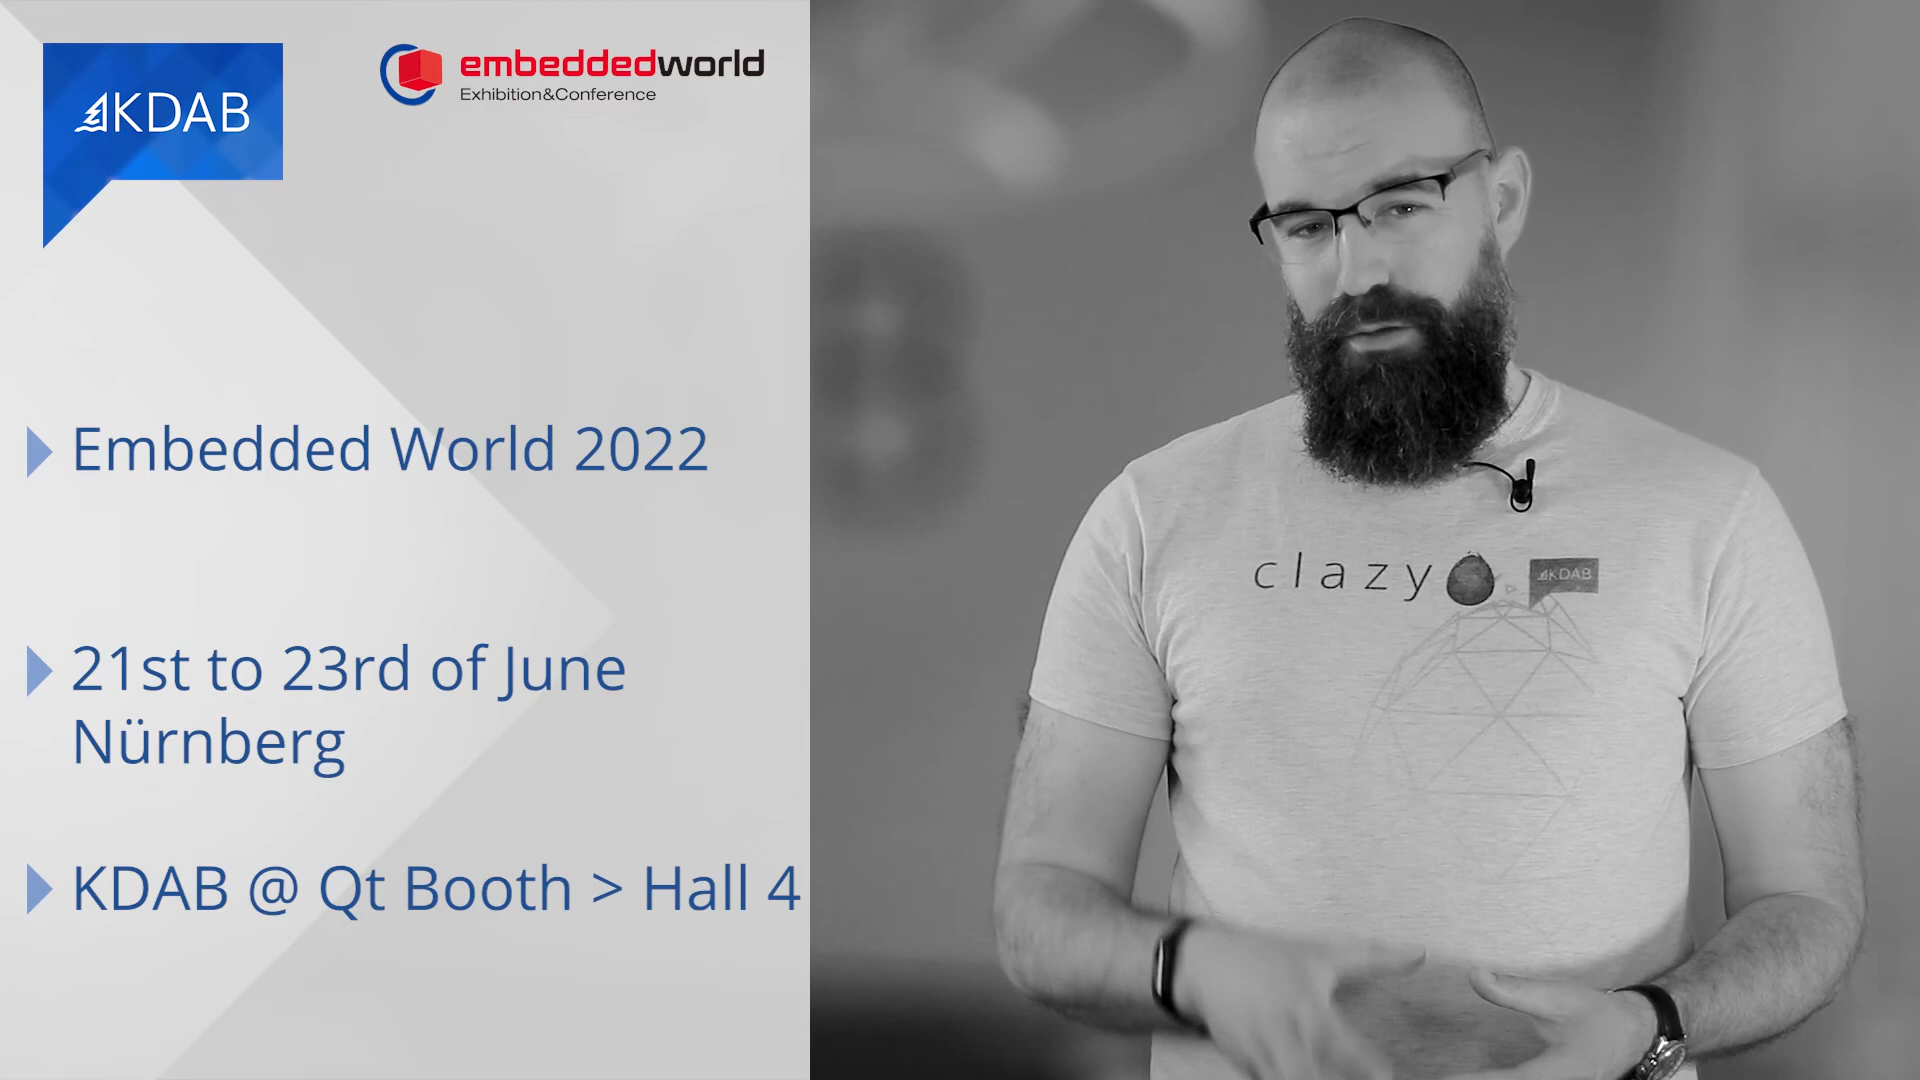 KDAB
embeddedworld
Exhibition&Conference
Embedded World 2022
21st to 23rd of June
Nürnberg
KDAB @ Qt Booth > Hall 4
clazy
KDAB